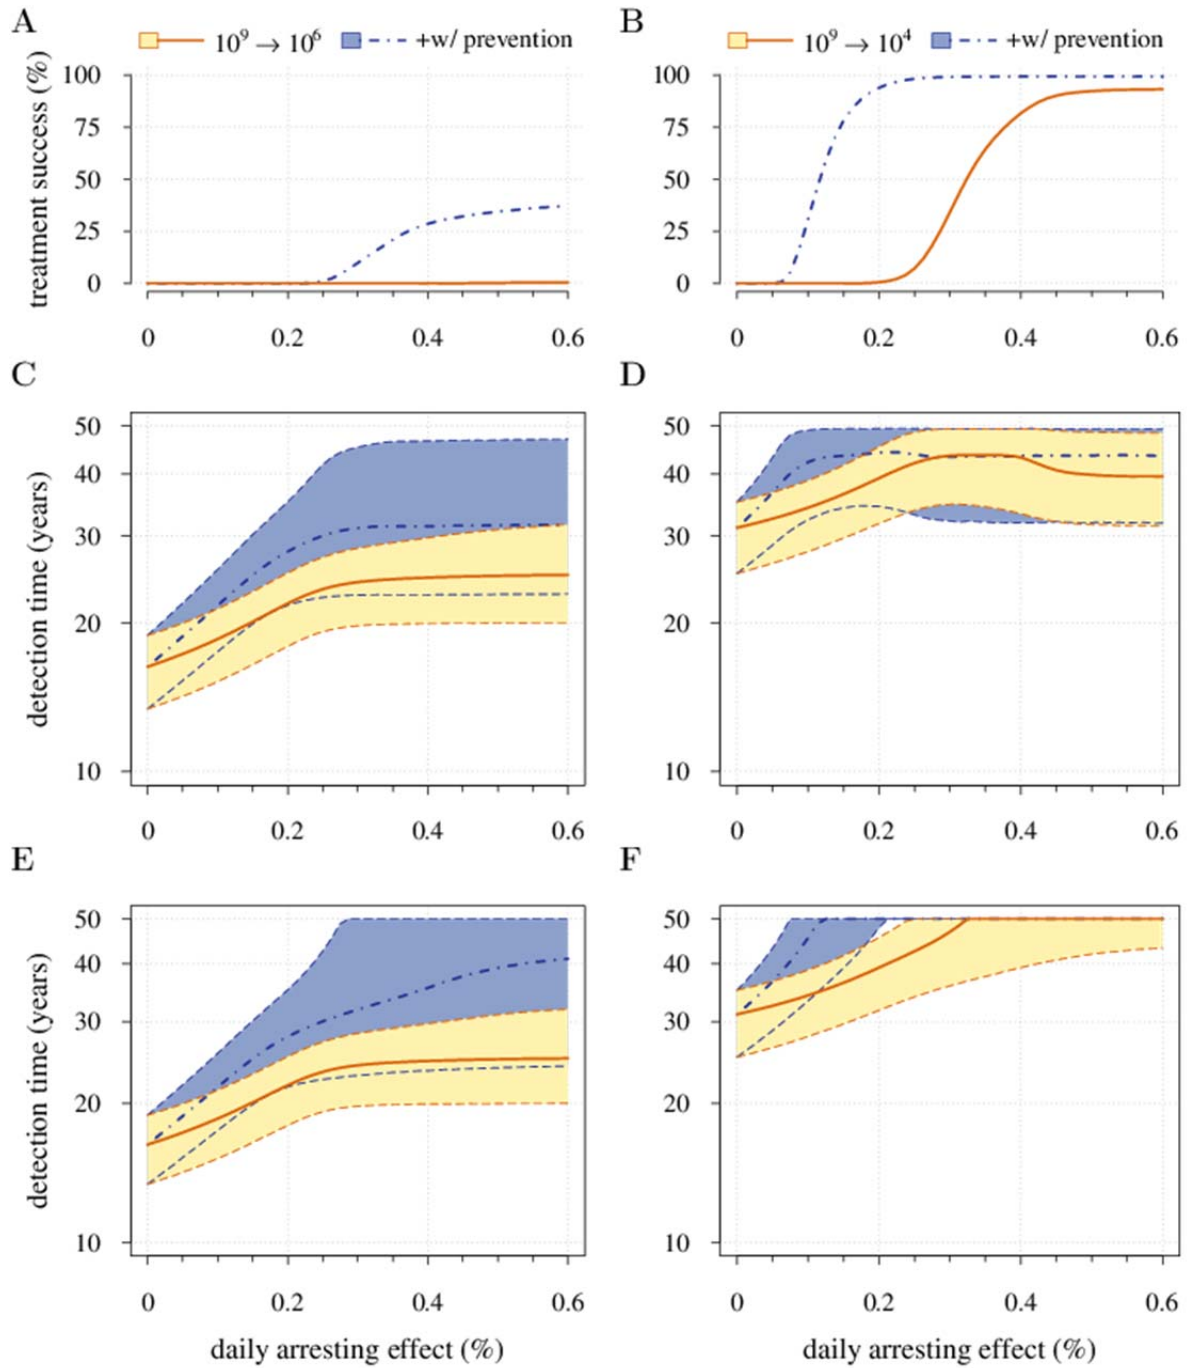 A
B
10⁹ → 10⁶ +w/ prevention
10⁹ → 10⁴ +w/ prevention
treatment success (%)
100
75
50
25
0
0 0.2 0.4 0.6
100
75
50
25
0
0 0.2 0.4 0.6
C
D
detection time (years)
50
40
30
20
10
0 0.2 0.4 0.6
50
40
30
20
10
0 0.2 0.4 0.6
E
F
detection time (years)
50
40
30
20
10
0 0.2 0.4 0.6
daily arresting effect (%)
50
40
30
20
10
0 0.2 0.4 0.6
daily arresting effect (%)